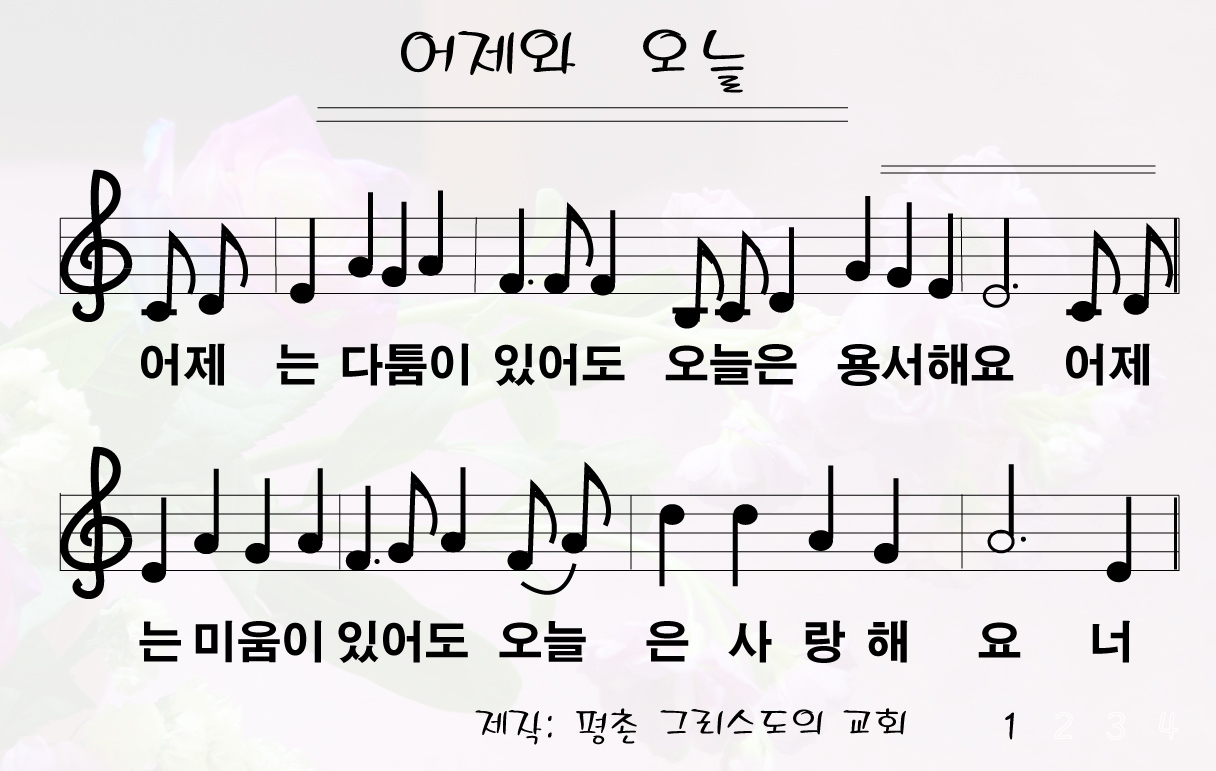 어제와 오늘
어제 는 다툼이 있어도 오늘은 용서해요 어제
는 미움이 있어도 오늘 은 사 랑 해 요 너
제작: 평촌 그리스도의 교회 1 2 3 4